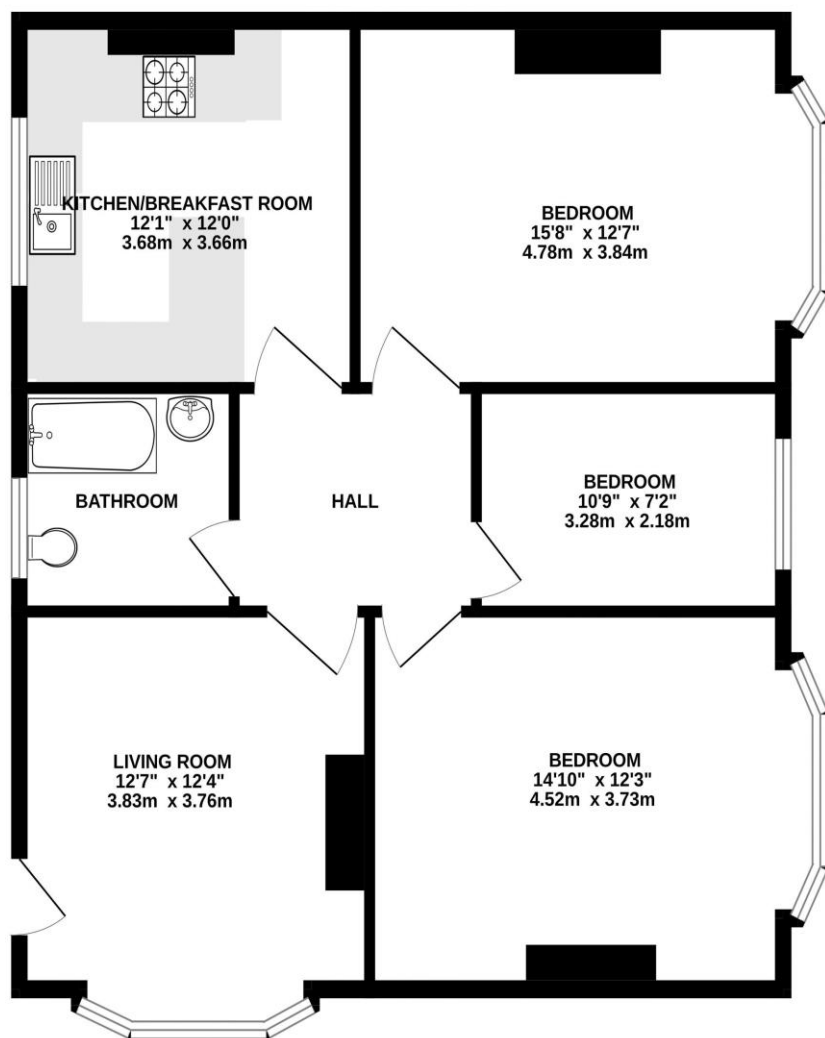 KITCHEN/BREAKFAST ROOM
12'1" x 12'0"
3.68m x 3.66m
BEDROOM
15'8" x 12'7"
4.78m x 3.84m
BATHROOM
HALL
BEDROOM
10'9" x 7'2"
3.28m x 2.18m
LIVING ROOM
12'7" x 12'4"
3.83m x 3.76m
BEDROOM
14'10" x 12'3"
4.52m x 3.73m